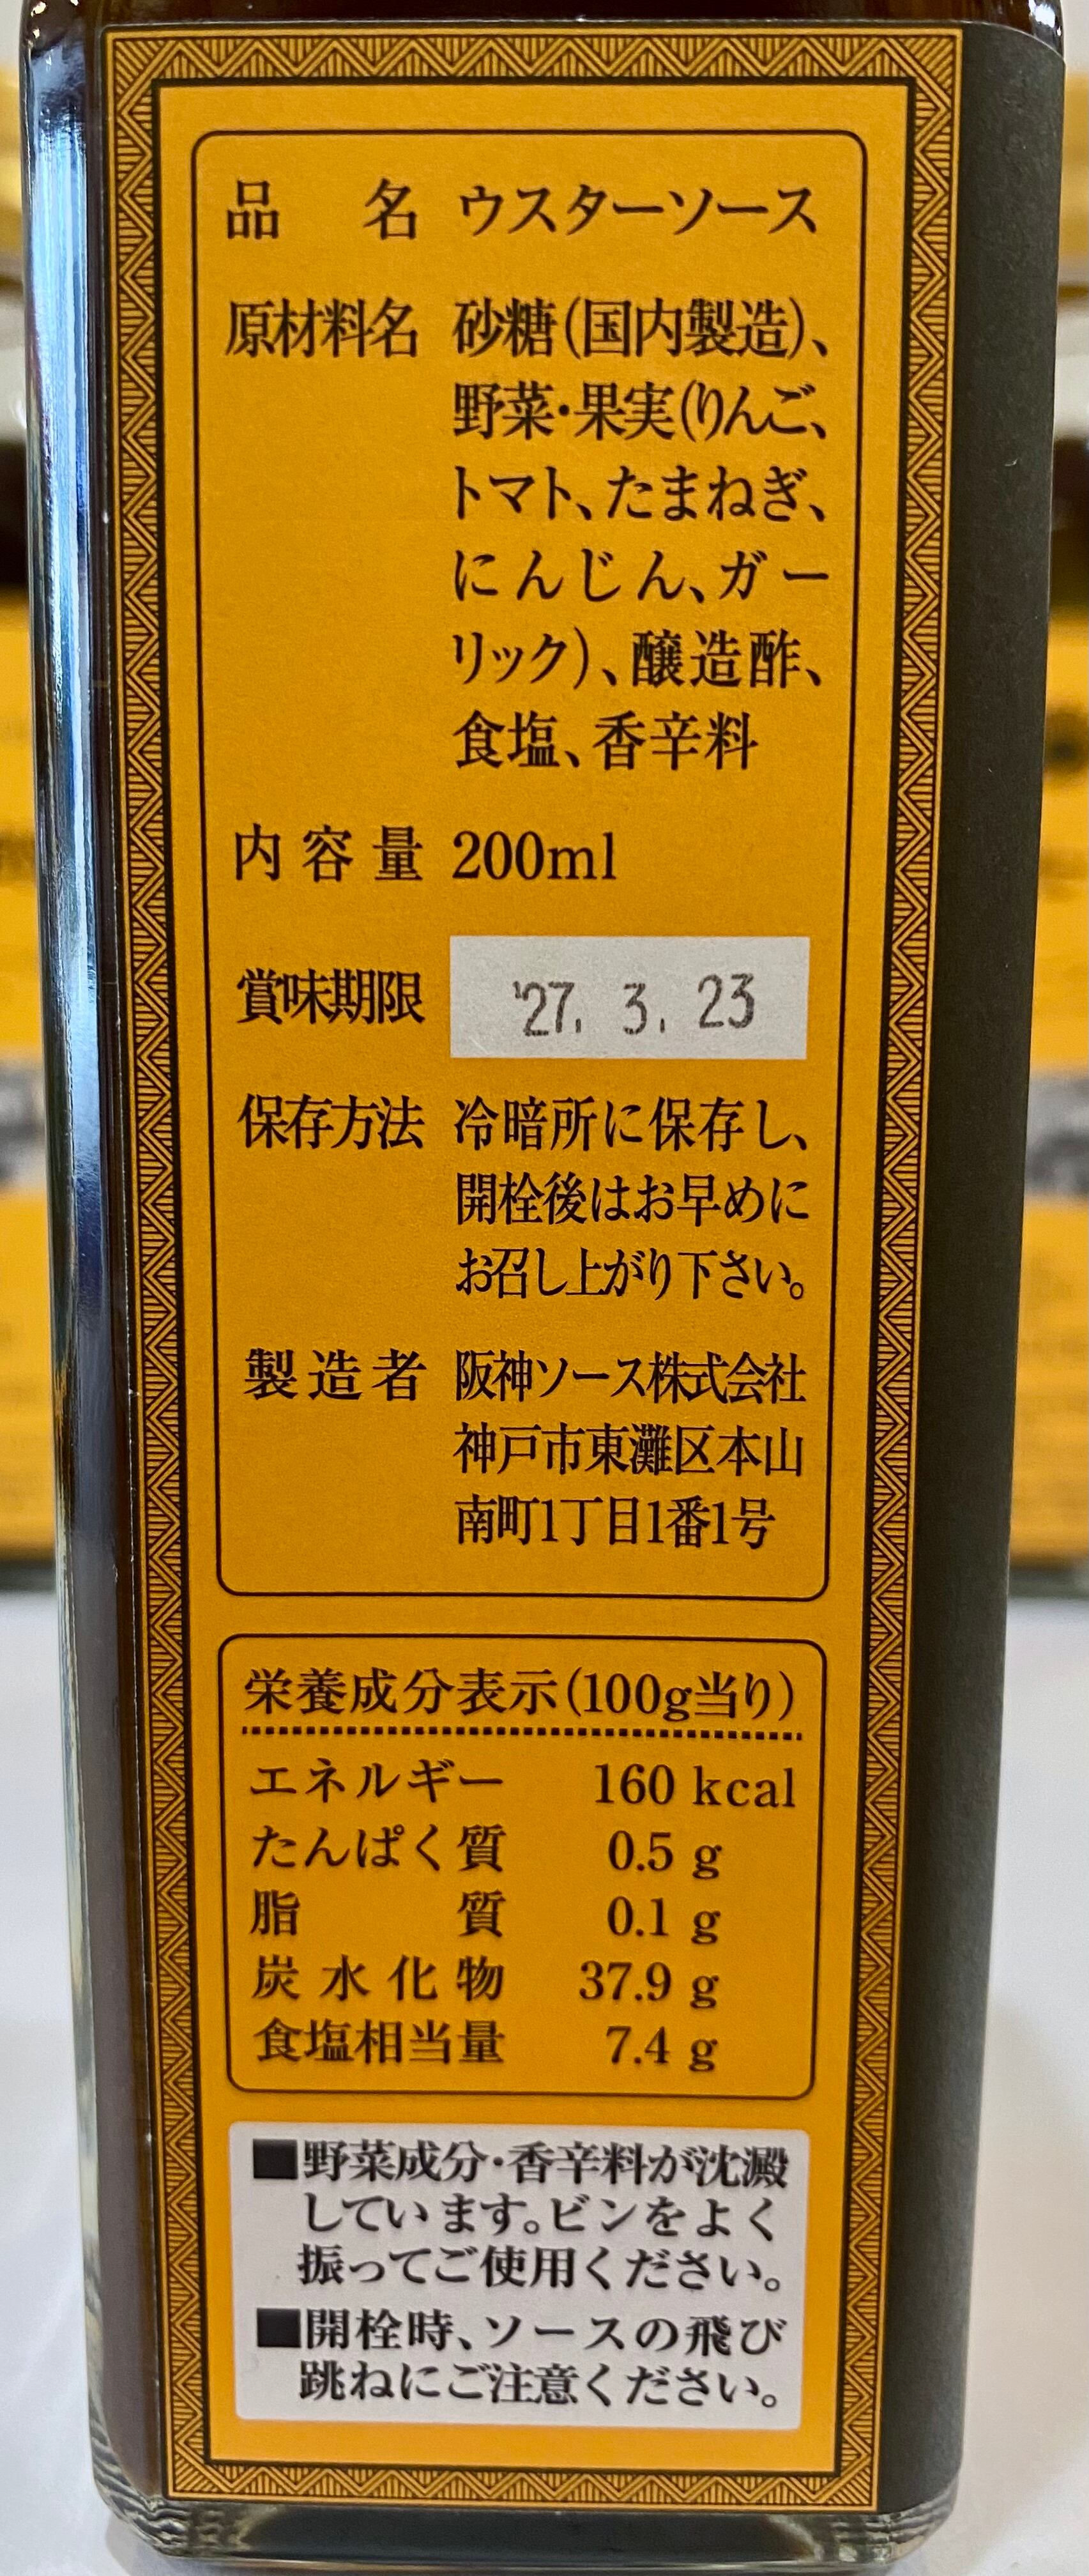 品名 ウスターソース
原材料名 砂糖(国内製造)、
野菜・果実(りんご、
トマト、たまねぎ、
にんじん、ガー
リック)、醸造酢、
食塩、香辛料
内容量 200ml
賞味期限 '27. 3. 23
保存方法 冷暗所に保存し、
開栓後はお早めに
お召し上がり下さい。
製造者 阪神ソース株式会社
神戸市東灘区本山
南町1丁目1番1号
栄養成分表示(100g当り)
エネルギー 160 kcal
たんぱく質 0.5 g
脂質 0.1 g
炭水化物 37.9 g
食塩相当量 7.4 g
■野菜成分・香辛料が沈澱
しています。ビンをよく
振ってご使用ください。
■開栓時、ソースの飛び
跳ねにご注意ください。